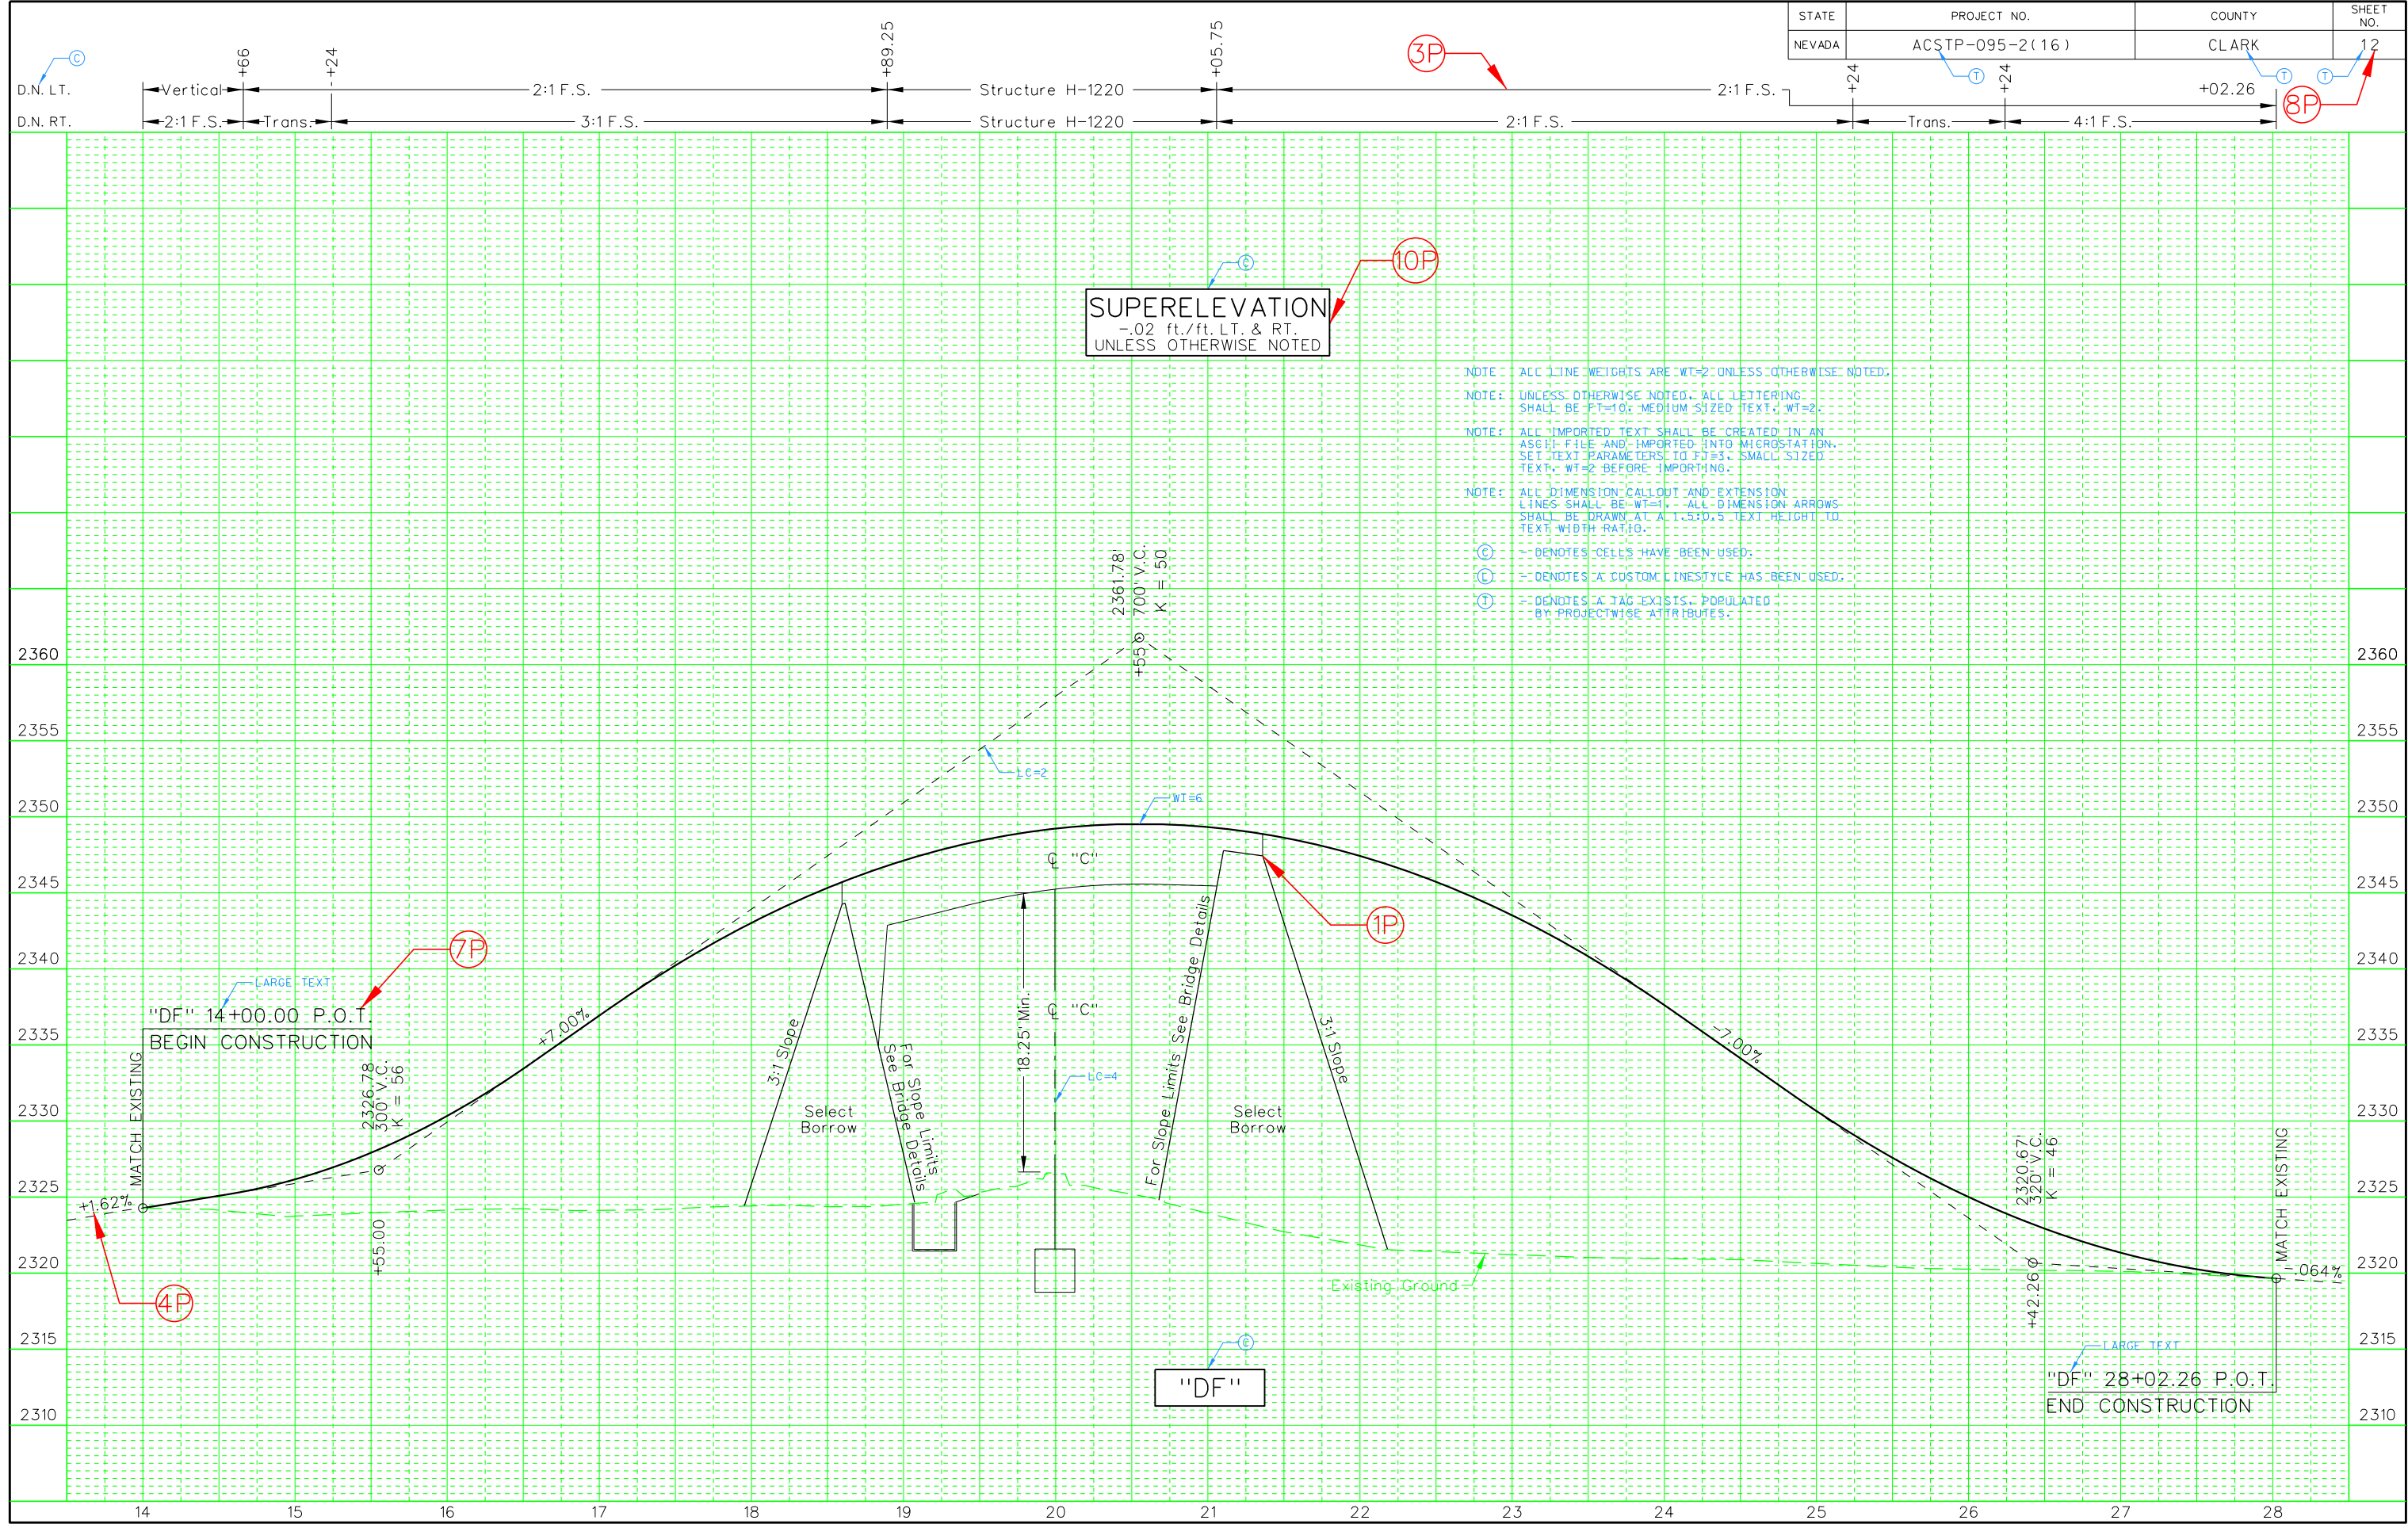 STATE PROJECT NO. COUNTY SHEET NO.
NEVADA ACSTP-095-2(16) CLARK 12
+66 +24 +89.25 +05.75 +24 +24 +02.26
3P
8P
C
T
T
T
D.N. LT. Vertical 2:1 F.S. Structure H-1220 2:1 F.S.
D.N. RT. 2:1 F.S. Trans. 3:1 F.S. Structure H-1220 2:1 F.S. Trans. 4:1 F.S.
C
10P
SUPERELEVATION
-.02 ft./ft. LT. & RT.
UNLESS OTHERWISE NOTED
NOTE ALL LINE WEIGHTS ARE WT=2 UNLESS OTHERWISE NOTED.
NOTE: UNLESS OTHERWISE NOTED, ALL LETTERING
SHALL BE FT=10, MEDIUM SIZED TEXT, WT=2.
NOTE: ALL IMPORTED TEXT SHALL BE CREATED IN AN
ASCII FILE AND IMPORTED INTO MICROSTATION.
SET TEXT PARAMETERS TO FT=3, SMALL SIZED
TEXT, WT=2 BEFORE IMPORTING.
NOTE: ALL DIMENSION CALLOUT AND EXTENSION
LINES SHALL BE WT=1. ALL DIMENSION ARROWS
SHALL BE DRAWN AT A 1.5:0.5 TEXT HEIGHT TO
TEXT WIDTH RATIO.
C - DENOTES CELLS HAVE BEEN USED.
L - DENOTES A CUSTOM LINESTYLE HAS BEEN USED.
T - DENOTES A TAG EXISTS, POPULATED
BY PROJECTWISE ATTRIBUTES.
2361.78'
700' V.C.
K = 50
+55
2360 2360
2355 2355
LC=2
WT=6
2350 2350
℄ "C"
2345 2345
1P
7P
2340 2340
LARGE TEXT
"DF" 14+00.00 P.O.T.
BEGIN CONSTRUCTION
MATCH EXISTING
℄ "C"
2335 2335
+7.00%
-7.00%
2326.78
300' V.C.
K = 56
+55.00
3:1 Slope
Select
Borrow
For Slope Limits
See Bridge Details
18.25' Min.
LC=4
For Slope Limits See Bridge Details
3:1 Slope
Select
Borrow
2330 2330
2325 2325
+1.62%
4P
2320.67'
320' V.C.
K = 46
+42.26
MATCH EXISTING
-.064%
2320 2320
Existing Ground
2315 2315
C
"DF"
LARGE TEXT
"DF" 28+02.26 P.O.T.
END CONSTRUCTION
2310 2310
14 15 16 17 18 19 20 21 22 23 24 25 26 27 28